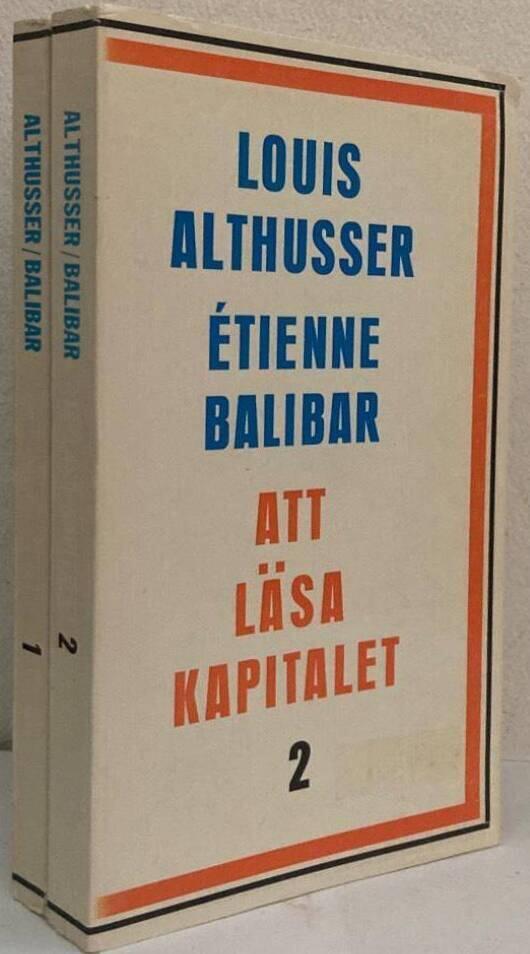 ALTHUSSER / BALIBAR
1
ALTHUSSER / BALIBAR
2
LOUIS
ALTHUSSER
ÉTIENNE
BALIBAR
ATT
LÄSA
KAPITALET
2